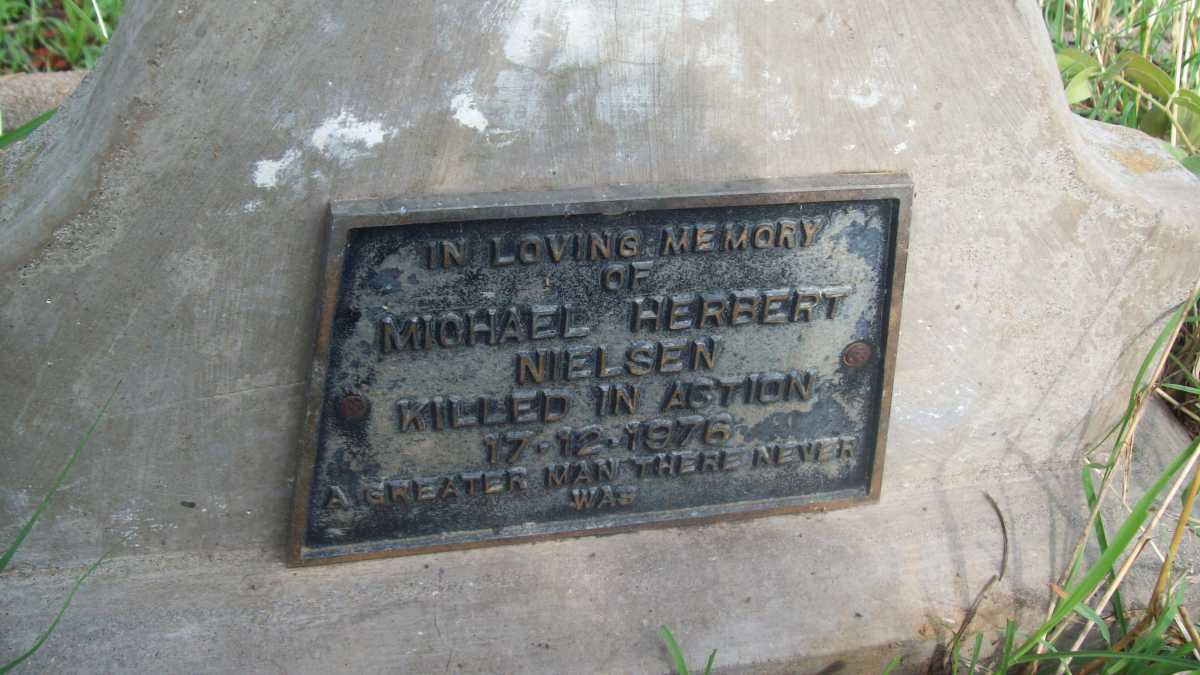 IN LOVING MEMORY
OF
MICHAEL HERBERT
NIELSEN
KILLED IN ACTION
17·12·1976
A GREATER MAN THERE NEVER
WAS